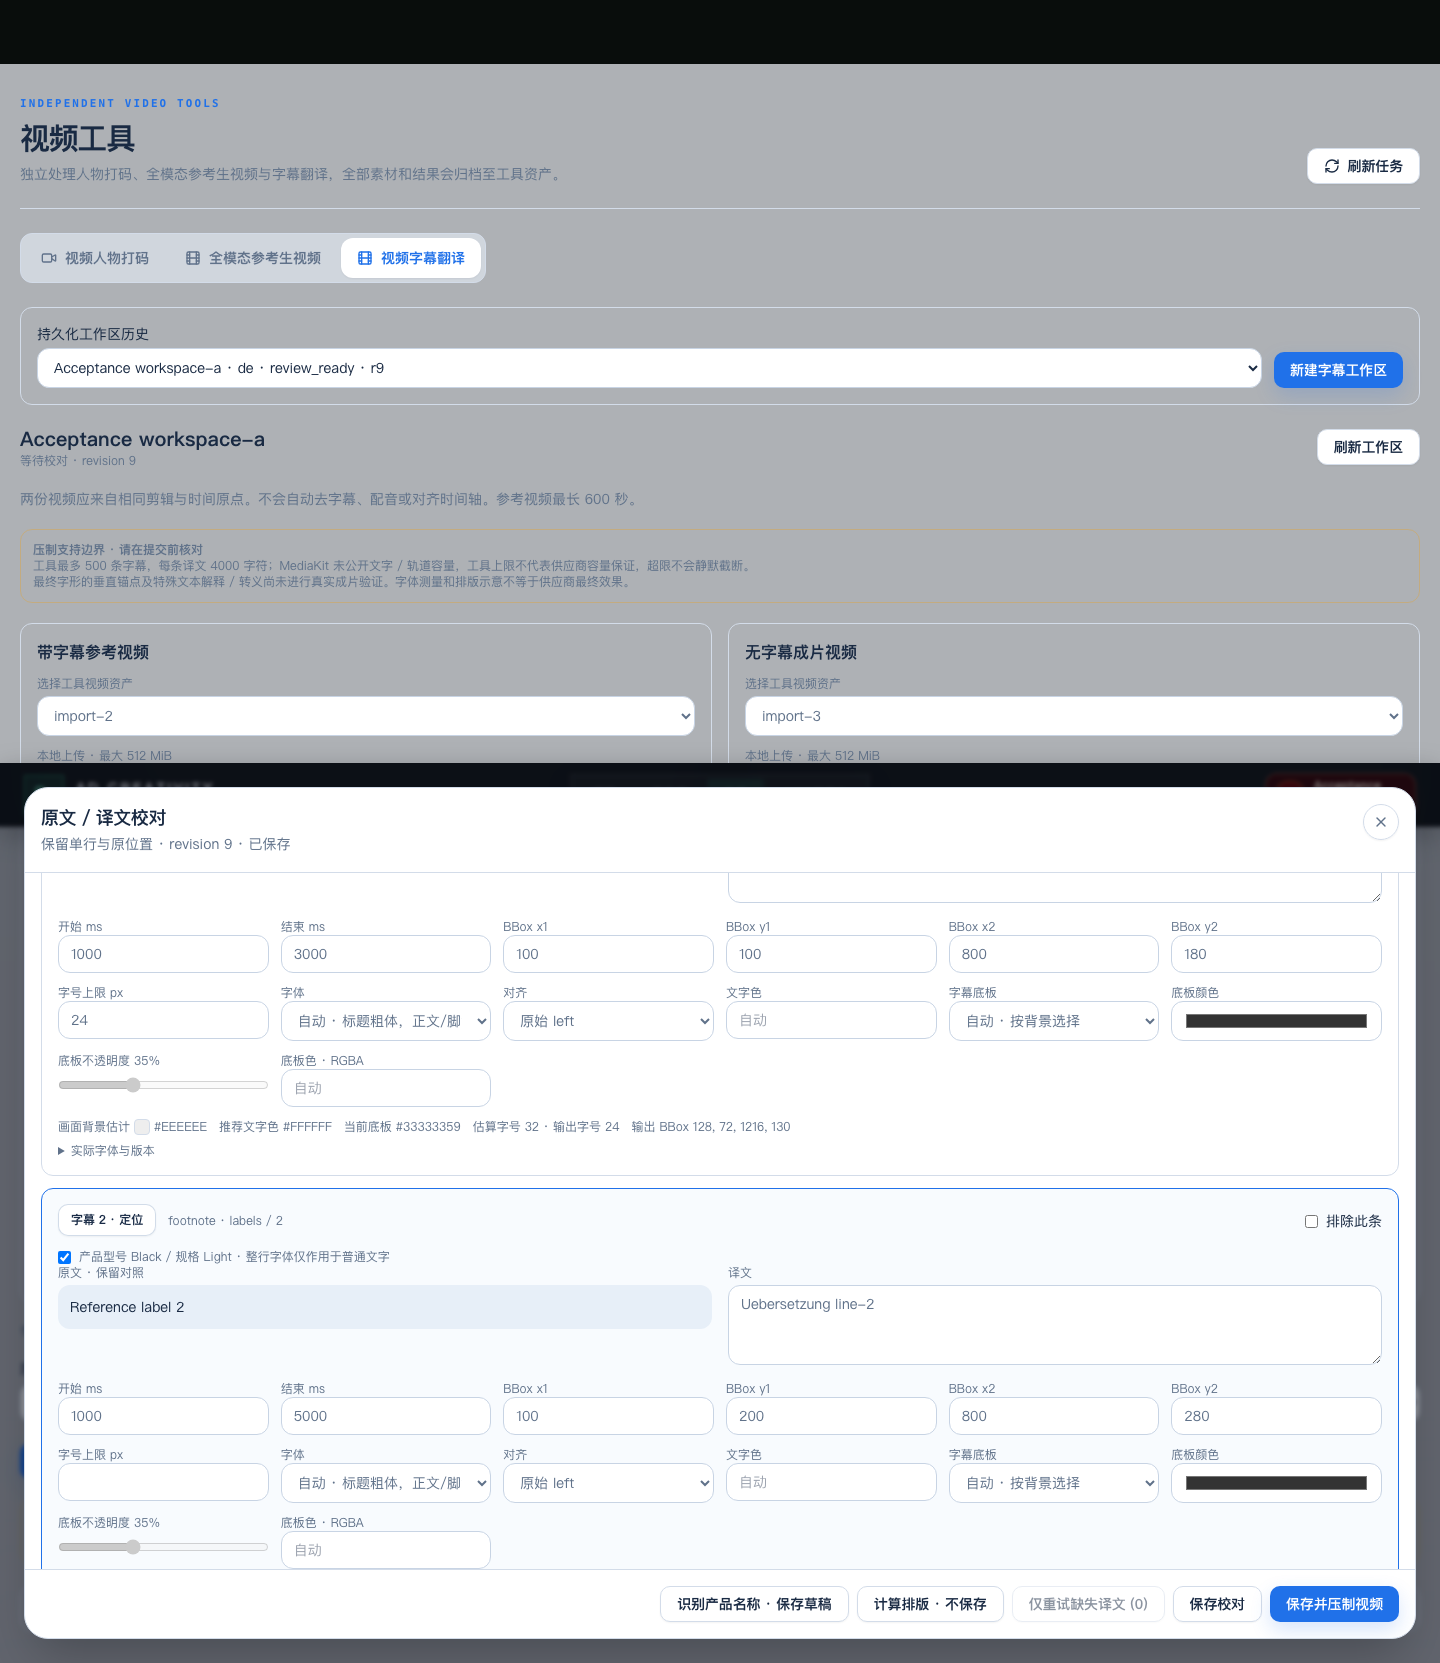 INDEPENDENT VIDEO TOOLS
视频工具
独立处理人物打码、全模态参考生视频与字幕翻译，全部素材和结果会归档至工具资产。
刷新任务
视频人物打码 全模态参考生视频 视频字幕翻译
持久化工作区历史
Acceptance workspace-a · de · review_ready · r9
新建字幕工作区
Acceptance workspace-a
等待校对 · revision 9
刷新工作区
两份视频应来自相同剪辑与时间原点。不会自动去字幕、配音或对齐时间轴。参考视频最长 600 秒。
压制支持边界 · 请在提交前核对
工具最多 500 条字幕，每条译文 4000 字符；MediaKit 未公开文字 / 轨道容量，工具上限不代表供应商容量保证，超限不会静默截断。
最终字形的垂直锚点及特殊文本解释 / 转义尚未进行真实成片验证。字体测量和排版示意不等于供应商最终效果。
带字幕参考视频
选择工具视频资产
import-2
本地上传 · 最大 512 MiB
无字幕成片视频
选择工具视频资产
import-3
本地上传 · 最大 512 MiB
原文 / 译文校对
保留单行与原位置 · revision 9 · 已保存
开始 ms 结束 ms BBox x1 BBox y1 BBox x2 BBox y2
1000 3000 100 100 800 180
字号上限 px 字体 对齐 文字色 字幕底板 底板颜色
24 自动 · 标题粗体，正文/脚 原始 left 自动 自动 · 按背景选择
底板不透明度 35% 底板色 · RGBA
自动
画面背景估计 #EEEEEE 推荐文字色 #FFFFFF 当前底板 #33333359 估算字号 32 · 输出字号 24 输出 BBox 128, 72, 1216, 130
实际字体与版本
字幕 2 · 定位 footnote · labels / 2 排除此条
产品型号 Black / 规格 Light · 整行字体仅作用于普通文字
原文 · 保留对照
Reference label 2
译文
Uebersetzung line-2
开始 ms 结束 ms BBox x1 BBox y1 BBox x2 BBox y2
1000 5000 100 200 800 280
字号上限 px 字体 对齐 文字色 字幕底板 底板颜色
自动 · 标题粗体，正文/脚 原始 left 自动 自动 · 按背景选择
底板不透明度 35% 底板色 · RGBA
自动
识别产品名称 · 保存草稿 计算排版 · 不保存 仅重试缺失译文 (0) 保存校对 保存并压制视频